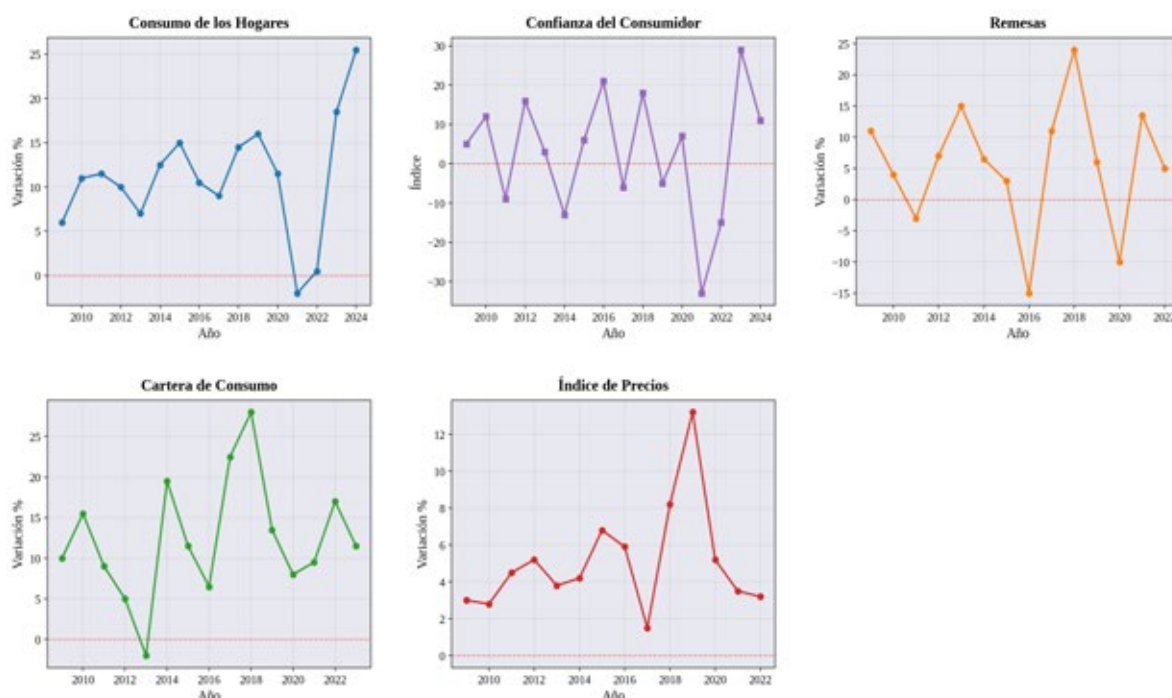 Consumo de los Hogares
Variación %
25
20
15
10
5
0
2010 2012 2014 2016 2018 2020 2022 2024
Año
Confianza del Consumidor
Índice
30
20
10
0
−10
−20
−30
2010 2012 2014 2016 2018 2020 2022 2024
Año
Remesas
Variación %
25
20
15
10
5
0
−5
−10
−15
2010 2012 2014 2016 2018 2020 2022
Año
Cartera de Consumo
Variación %
25
20
15
10
5
0
2010 2012 2014 2016 2018 2020 2022
Año
Índice de Precios
Variación %
12
10
8
6
4
2
0
2010 2012 2014 2016 2018 2020 2022
Año